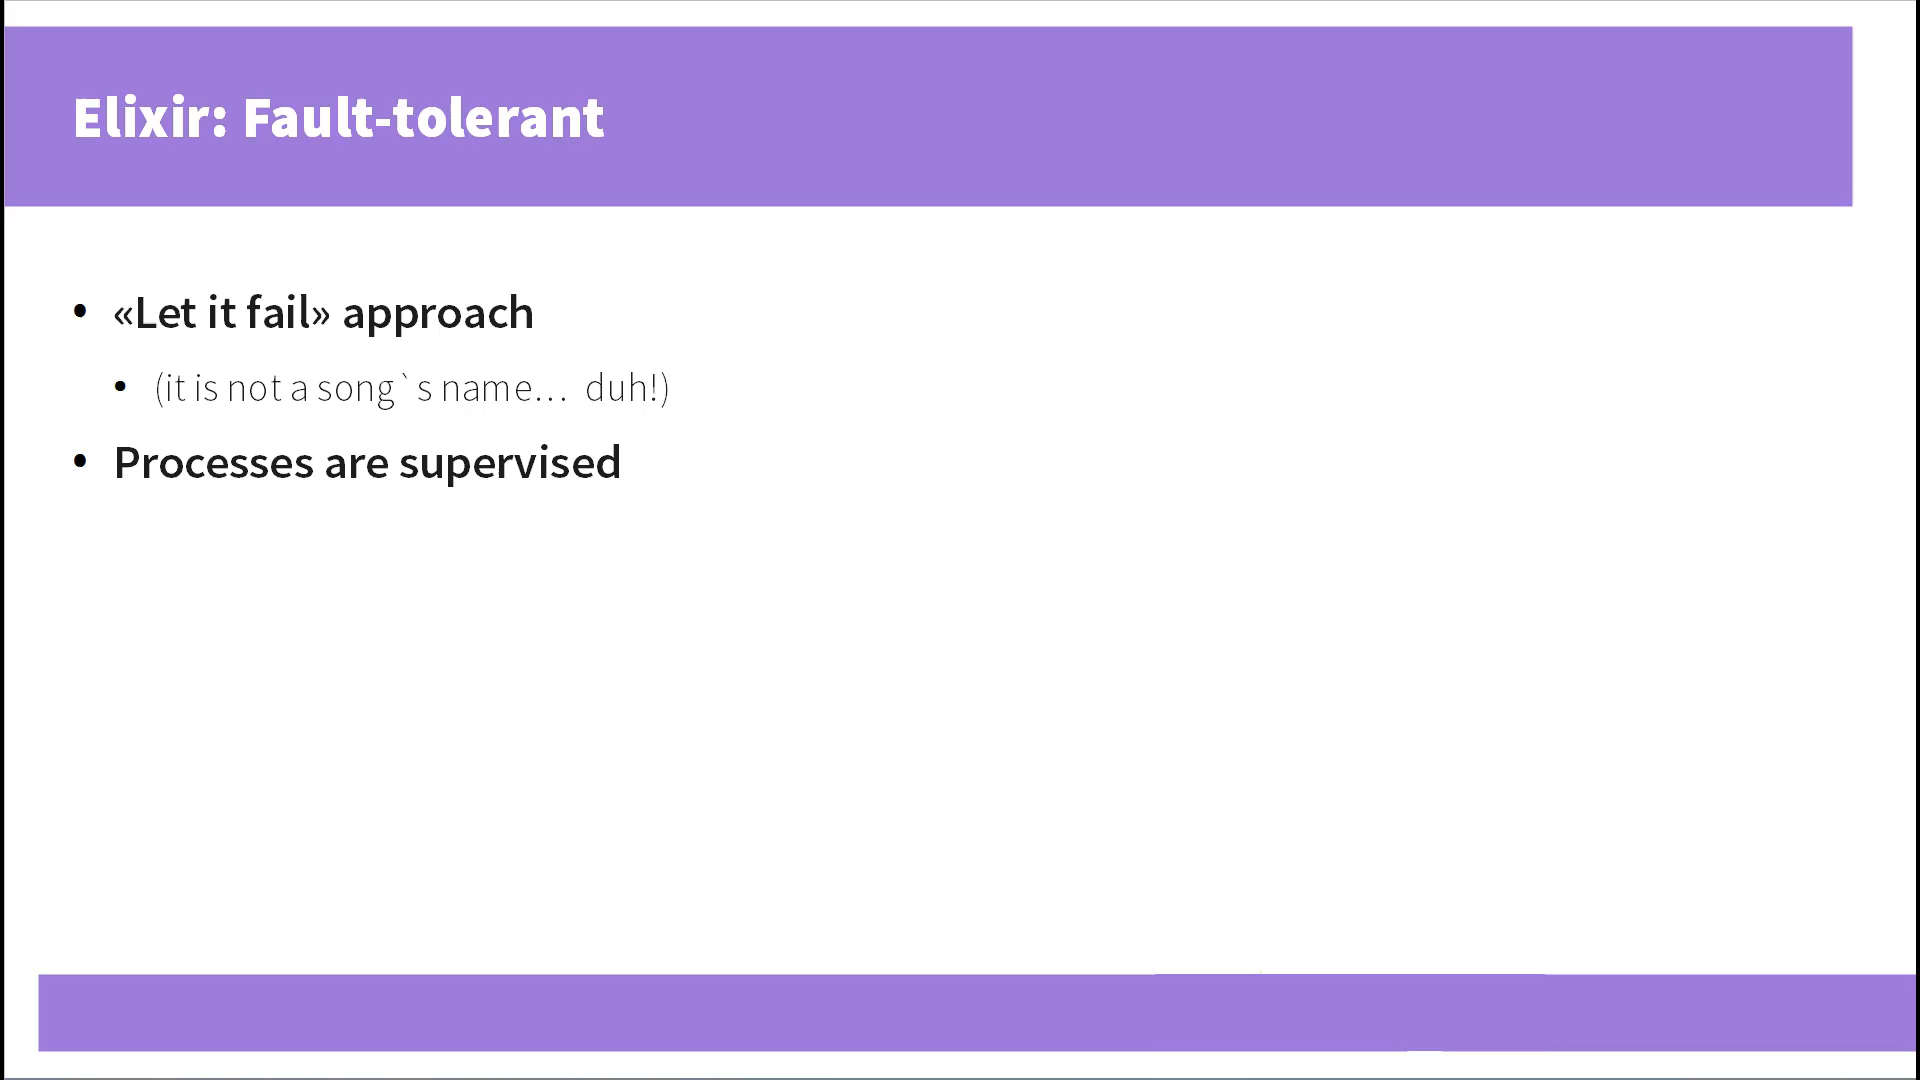 Elixir: Fault-tolerant
• «Let it fail» approach
• (it is not a song`s name… duh!)
• Processes are supervised